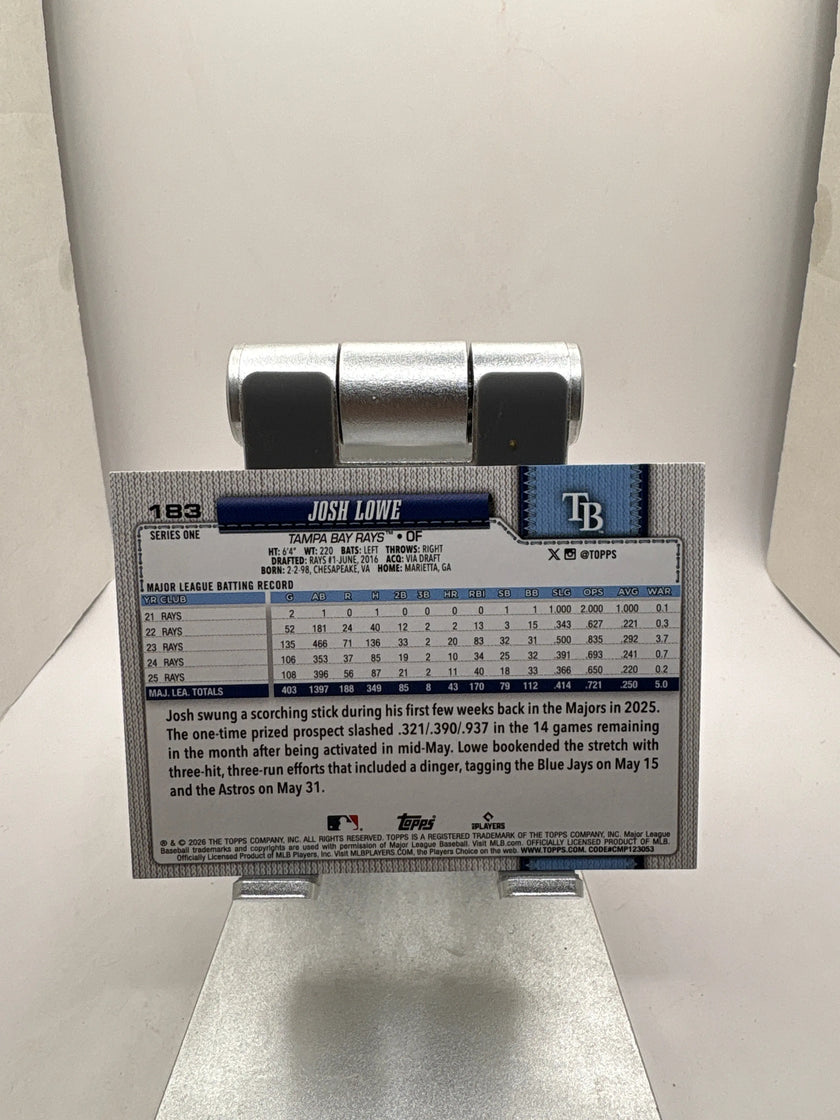 183
JOSH LOWE
TB
SERIES ONE
TAMPA BAY RAYS™ • OF
X @TOPPS
HT: 6'4" WT: 220 BATS: LEFT THROWS: RIGHT
DRAFTED: RAYS #1-JUNE, 2016 ACQ: VIA DRAFT
BORN: 2-2-98, CHESAPEAKE, VA HOME: MARIETTA, GA
MAJOR LEAGUE BATTING RECORD
YR CLUB G AB R H 2B 3B HR RBI SB BB SLG OPS AVG WAR
21 RAYS 2 1 0 1 0 0 0 0 1 1 1.000 2.000 1.000 0.1
22 RAYS 52 181 24 40 12 2 2 13 3 15 .343 .627 .221 0.3
23 RAYS 135 466 71 136 33 2 20 83 32 31 .500 .835 .292 3.7
24 RAYS 106 353 37 85 19 2 10 34 25 32 .391 .693 .241 0.7
25 RAYS 108 396 56 87 21 2 11 40 18 33 .366 .650 .220 0.2
MAJ. LEA. TOTALS 403 1397 188 349 85 8 43 170 79 112 .414 .721 .250 5.0
Josh swung a scorching stick during his first few weeks back in the Majors in 2025.
The one-time prized prospect slashed .321/.390/.937 in the 14 games remaining
in the month after being activated in mid-May. Lowe bookended the stretch with
three-hit, three-run efforts that included a dinger, tagging the Blue Jays on May 15
and the Astros on May 31.
Topps
PLAYERS
® & © 2026 THE TOPPS COMPANY, INC. ALL RIGHTS RESERVED. TOPPS IS A REGISTERED TRADEMARK OF THE TOPPS COMPANY, INC. Major League
Baseball trademarks and copyrights are used with permission of Major League Baseball. Visit MLB.com. OFFICIALLY LICENSED PRODUCT OF MLB.
Officially Licensed Product of MLB Players, Inc. Visit MLBPLAYERS.COM, the Players Choice on the web. WWW.TOPPS.COM. CODE#CMP123053